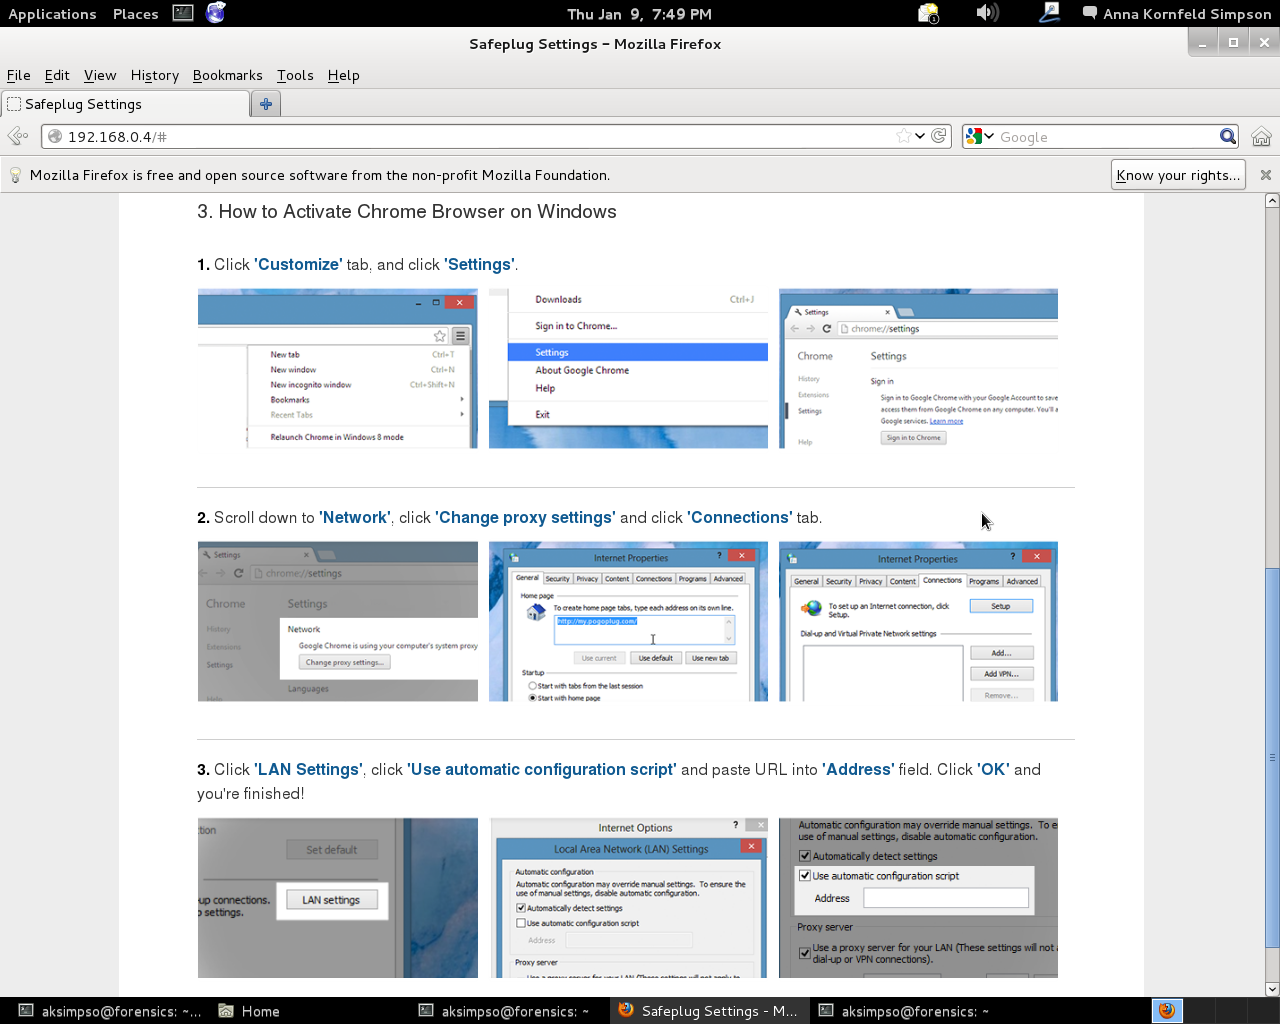 Applications Places Thu Jan 9, 7:49 PM Anna Kornfeld Simpson
Safeplug Settings – Mozilla Firefox
File Edit View History Bookmarks Tools Help
Safeplug Settings
192.168.0.4/# Google
Mozilla Firefox is free and open source software from the non-profit Mozilla Foundation. Know your rights...
3. How to Activate Chrome Browser on Windows
1. Click 'Customize' tab, and click 'Settings'.
New tab Ctrl+T
New window Ctrl+N
New incognito window Ctrl+Shift+N
Bookmarks
Recent Tabs
Relaunch Chrome in Windows 8 mode
Downloads Ctrl+J
Sign in to Chrome...
Settings
About Google Chrome
Help
Exit
Settings
chrome://settings
Chrome Settings
History
Sign in
Extensions
Sign in to Google Chrome with your Google Account to save
Settings
access them from Google Chrome on any computer. You'll a
Google services. Learn more
Help
Sign in to Chrome
2. Scroll down to 'Network', click 'Change proxy settings' and click 'Connections' tab.
Settings
chrome://settings
Chrome Settings
History
Network
Extensions
Google Chrome is using your computer's system proxy
Settings
Change proxy settings...
Languages
Help
Internet Properties ?
General Security Privacy Content Connections Programs Advanced
Home page
To create home page tabs, type each address on its own line.
http://my.pogoplug.com/
Use current Use default Use new tab
Startup
Start with tabs from the last session
Start with home page
Internet Properties ?
General Security Privacy Content Connections Programs Advanced
To set up an Internet connection, click
Setup.
Setup
Dial-up and Virtual Private Network settings
Add...
Add VPN...
Remove...
3. Click 'LAN Settings', click 'Use automatic configuration script' and paste URL into 'Address' field. Click 'OK' and
you're finished!
tion
Set default
up connections.
settings.
LAN settings
Internet Options ?
Local Area Network (LAN) Settings
Automatic configuration
Automatic configuration may override manual settings. To ensure the
use of manual settings, disable automatic configuration.
Automatically detect settings
Use automatic configuration script
Address
Proxy server
Automatic configuration may override manual settings. To e
use of manual settings, disable automatic configuration.
Automatically detect settings
Use automatic configuration script
Address
Proxy server
Use a proxy server for your LAN (These settings will not
dial-up or VPN connections).
aksimpso@forensics: ~... Home aksimpso@forensics: ~ Safeplug Settings - M... aksimpso@forensics: ~